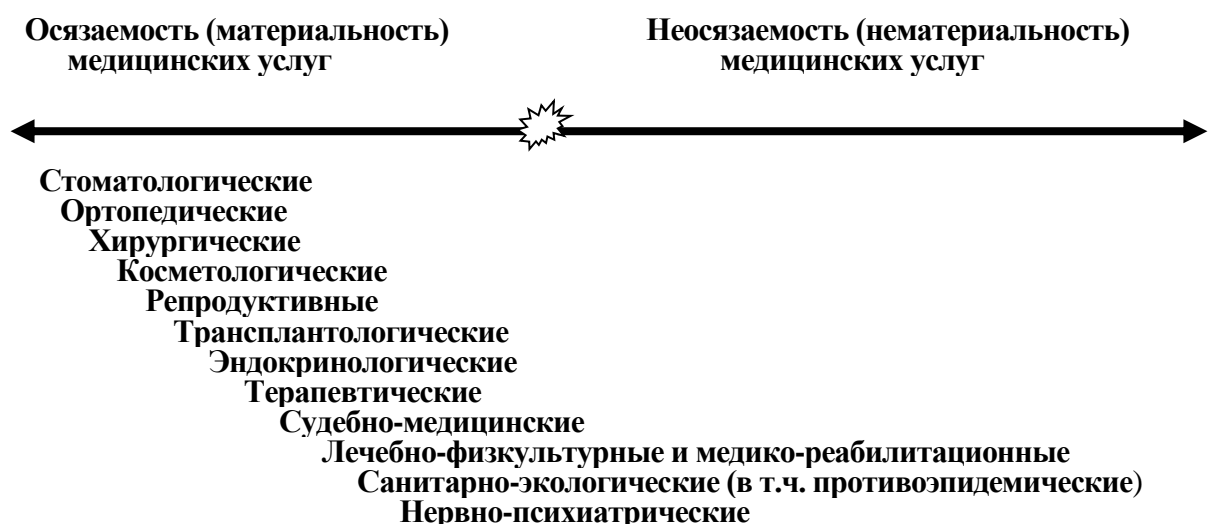 Осязаемость (материальность)
медицинских услуг
Неосязаемость (нематериальность)
медицинских услуг
Стоматологические
Ортопедические
Хирургические
Косметологические
Репродуктивные
Трансплантологические
Эндокринологические
Терапевтические
Судебно-медицинские
Лечебно-физкультурные и медико-реабилитационные
Санитарно-экологические (в т.ч. противоэпидемические)
Нервно-психиатрические